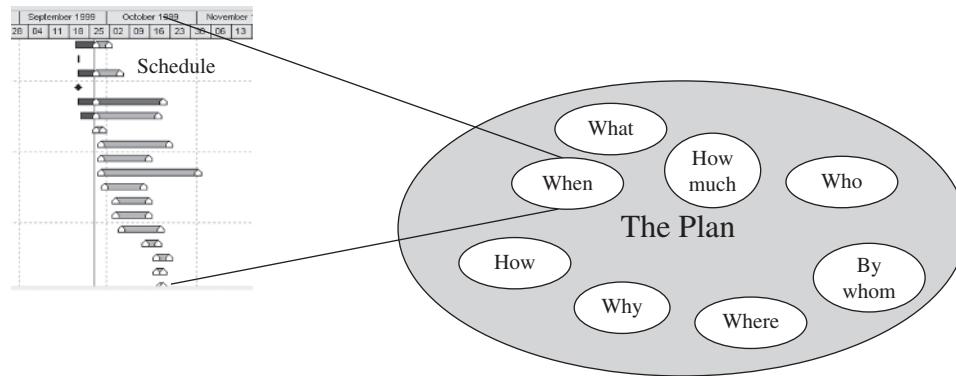 September 1999 October 1999 November
28 04 11 18 25 02 09 16 23 30 06 13
Schedule
What
How
much
When
Who
The Plan
How
By
whom
Why
Where